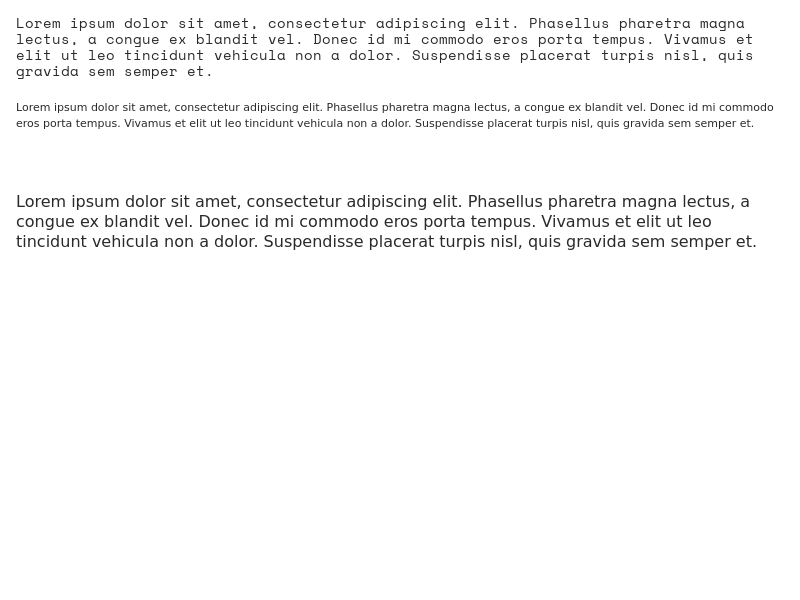 Lorem ipsum dolor sit amet, consectetur adipiscing elit. Phasellus pharetra magna
lectus, a congue ex blandit vel. Donec id mi commodo eros porta tempus. Vivamus et
elit ut leo tincidunt vehicula non a dolor. Suspendisse placerat turpis nisl, quis
gravida sem semper et.
Lorem ipsum dolor sit amet, consectetur adipiscing elit. Phasellus pharetra magna lectus, a congue ex blandit vel. Donec id mi commodo
eros porta tempus. Vivamus et elit ut leo tincidunt vehicula non a dolor. Suspendisse placerat turpis nisl, quis gravida sem semper et.
Lorem ipsum dolor sit amet, consectetur adipiscing elit. Phasellus pharetra magna lectus, a
congue ex blandit vel. Donec id mi commodo eros porta tempus. Vivamus et elit ut leo
tincidunt vehicula non a dolor. Suspendisse placerat turpis nisl, quis gravida sem semper et.